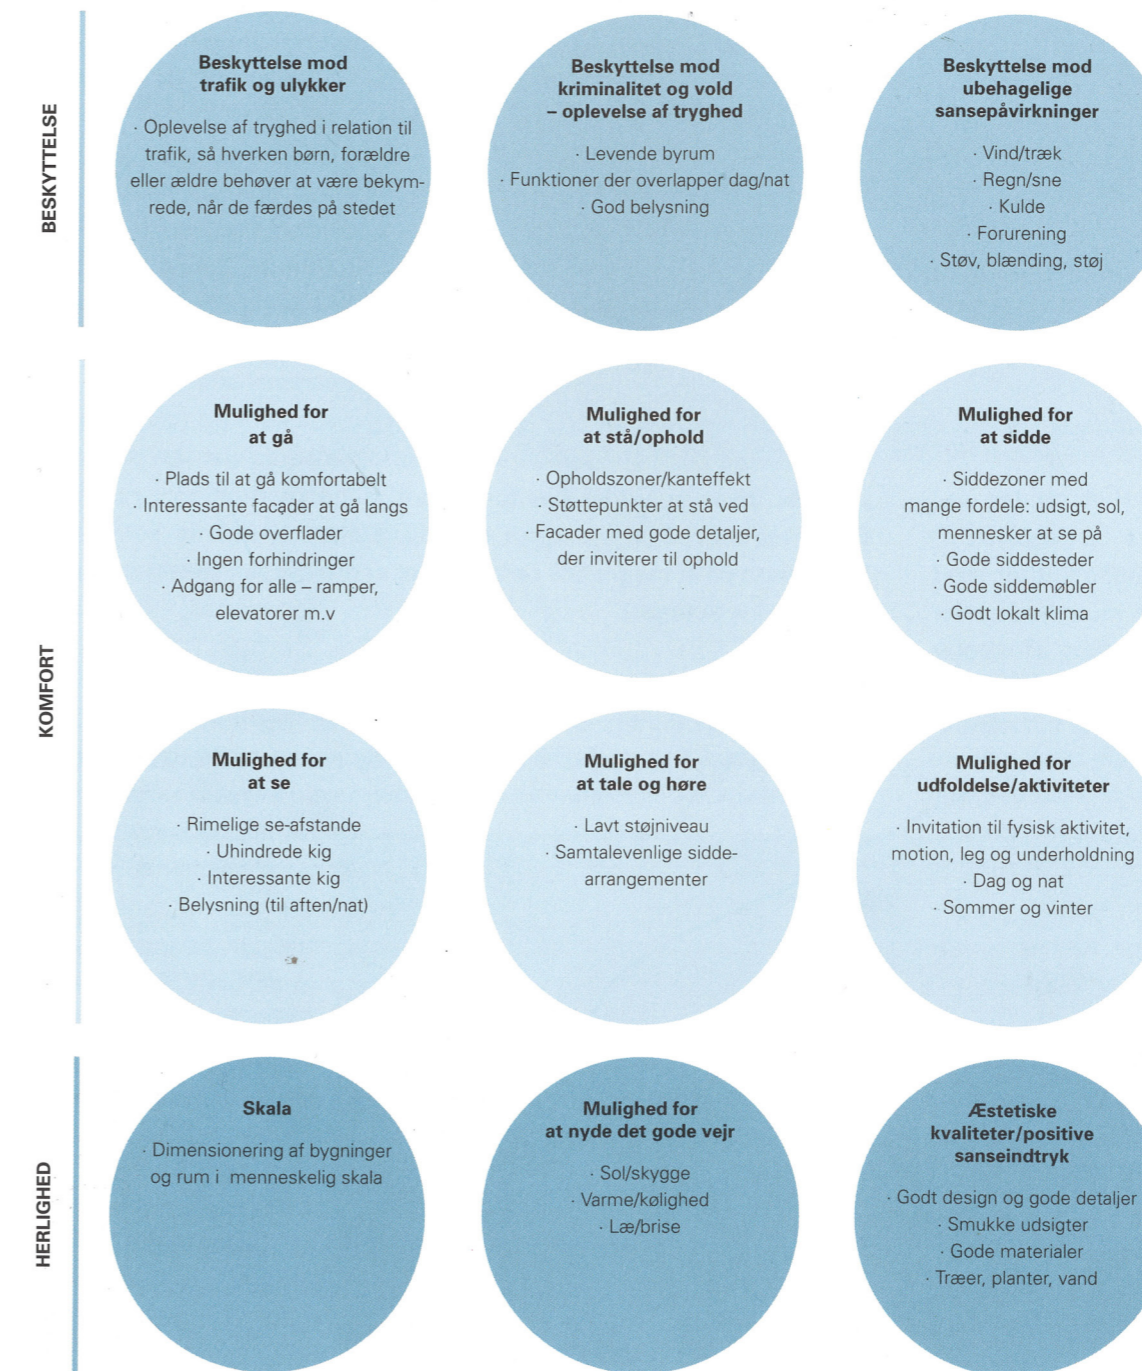 BESKYTTELSE
Beskyttelse mod
trafik og ulykker
· Oplevelse af tryghed i relation til
trafik, så hverken børn, forældre
eller ældre behøver at være bekym-
rede, når de færdes på stedet
Beskyttelse mod
kriminalitet og vold
– oplevelse af tryghed
· Levende byrum
· Funktioner der overlapper dag/nat
· God belysning
Beskyttelse mod
ubehagelige
sansepåvirkninger
· Vind/træk
· Regn/sne
· Kulde
· Forurening
· Støv, blænding, støj
KOMFORT
Mulighed for
at gå
· Plads til at gå komfortabelt
· Interessante facader at gå langs
· Gode overflader
· Ingen forhindringer
· Adgang for alle – ramper,
elevatorer m.v
Mulighed for
at stå/ophold
· Opholdszoner/kanteffekt
· Støttepunkter at stå ved
· Facader med gode detaljer,
der inviterer til ophold
Mulighed for
at sidde
· Siddezoner med
mange fordele: udsigt, sol,
mennesker at se på
· Gode siddesteder
· Gode siddemøbler
· Godt lokalt klima
Mulighed for
at se
· Rimelige se-afstande
· Uhindrede kig
· Interessante kig
· Belysning (til aften/nat)
Mulighed for
at tale og høre
· Lavt støjniveau
· Samtalevenlige sidde-
arrangementer
Mulighed for
udfoldelse/aktiviteter
· Invitation til fysisk aktivitet,
motion, leg og underholdning
· Dag og nat
· Sommer og vinter
HERLIGHED
Skala
· Dimensionering af bygninger
og rum i menneskelig skala
Mulighed for
at nyde det gode vejr
· Sol/skygge
· Varme/kølighed
· Læ/brise
Æstetiske
kvaliteter/positive
sanseindtryk
· Godt design og gode detaljer
· Smukke udsigter
· Gode materialer
· Træer, planter, vand